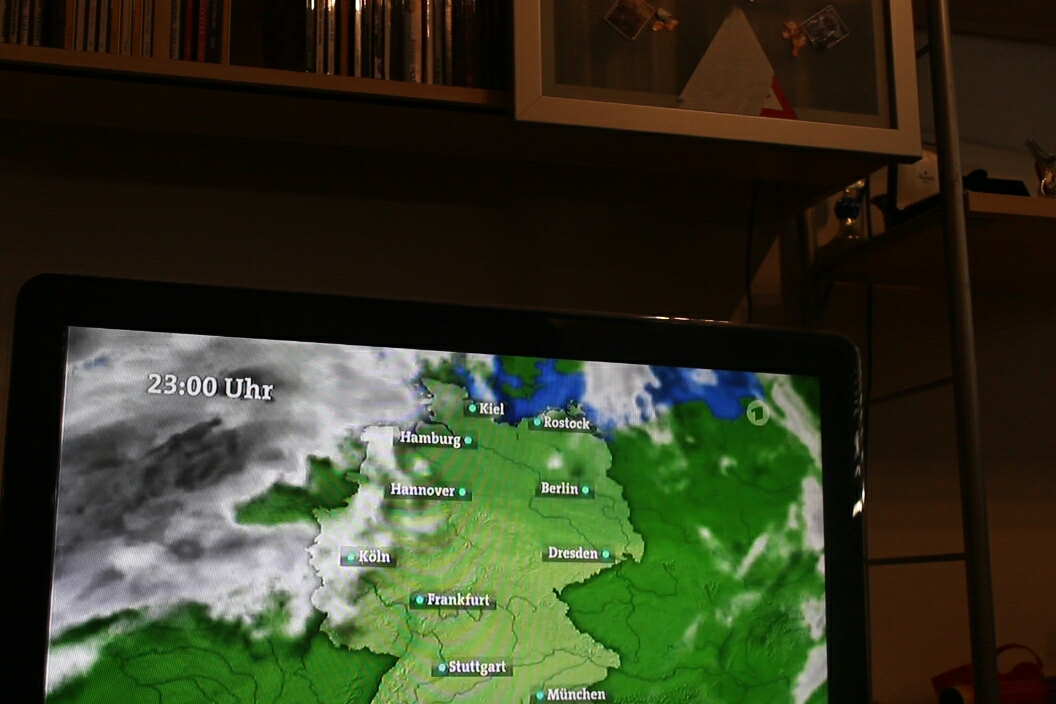 23:00 Uhr
Kiel
Rostock
Hamburg
Hannover
Berlin
Köln
Dresden
Frankfurt
Stuttgart
München